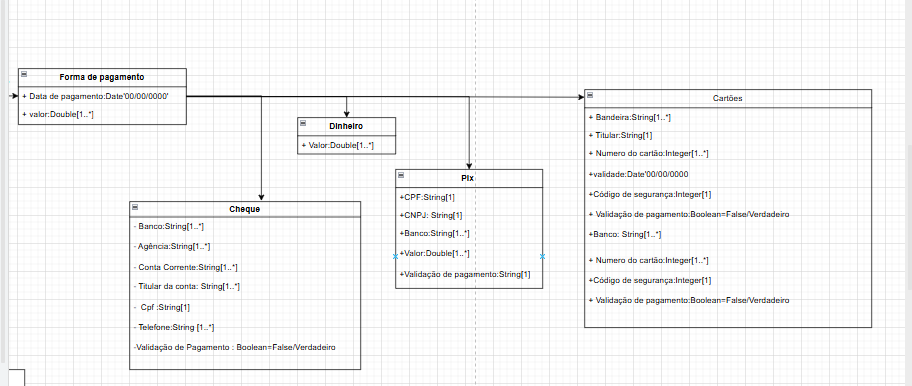 Forma de pagamento
+ Data de pagamento:Date'00/00/0000'
+ valor:Double[1..*]
Dinheiro
+ Valor:Double[1..*]
Cheque
- Banco:String[1..*]
- Agência:String[1..*]
- Conta Corrente:String[1..*]
- Titular da conta: String[1..*]
- Cpf :String[1]
- Telefone:String [1..*]
-Validação de Pagamento : Boolean=False/Verdadeiro
Pix
+CPF:String[1]
+CNPJ: String[1]
+Banco:String[1..*]
+Valor:Double[1..*]
+Validação de pagamento:String[1]
Cartões
+ Bandeira:String[1..*]
+ Titular:String[1]
+ Numero do cartão:Integer[1..*]
+validade:Date'00/00/0000
+Código de segurança:Integer[1]
+ Validação de pagamento:Boolean=False/Verdadeiro
+Banco: String[1..*]
+ Numero do cartão:Integer[1..*]
+Código de segurança:Integer[1]
+ Validação de pagamento:Boolean=False/Verdadeiro